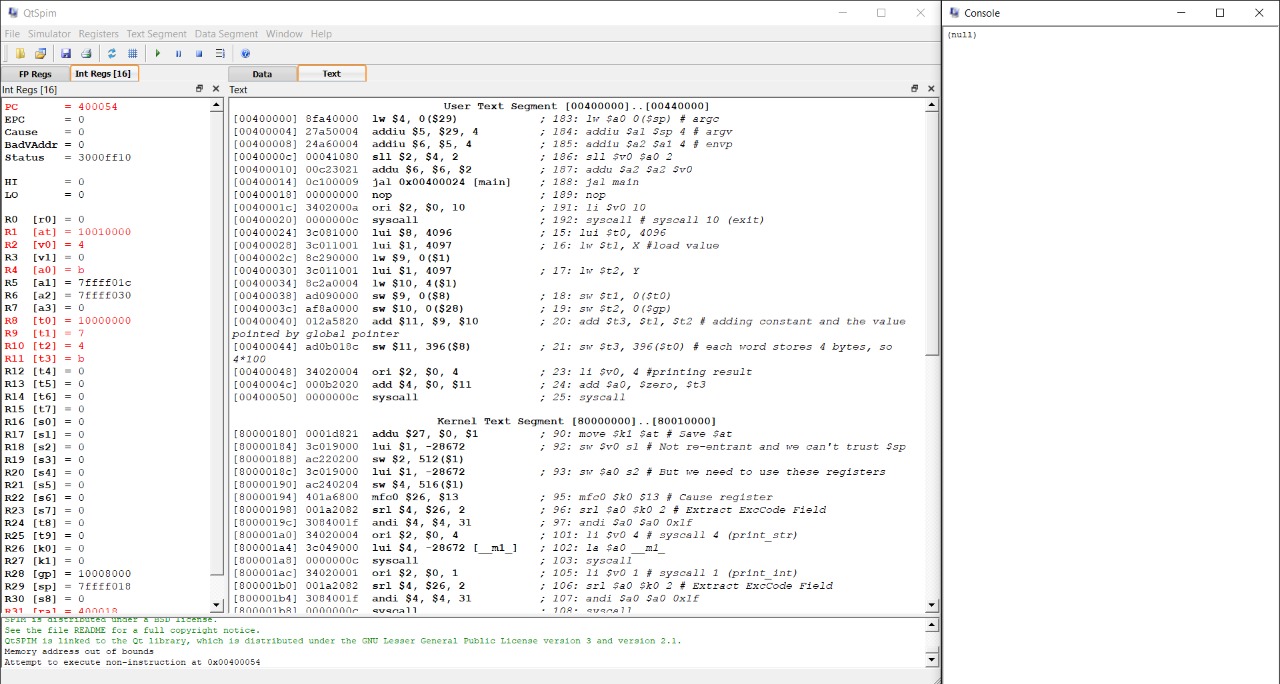 QtSpim
File Simulator Registers Text Segment Data Segment Window Help
FP Regs Int Regs [16]
Int Regs [16]
PC = 400054
EPC = 0
Cause = 0
BadVAddr = 0
Status = 3000ff10
HI = 0
LO = 0
R0 [r0] = 0
R1 [at] = 10010000
R2 [v0] = 4
R3 [v1] = 0
R4 [a0] = b
R5 [a1] = 7ffff01c
R6 [a2] = 7ffff030
R7 [a3] = 0
R8 [t0] = 10000000
R9 [t1] = 7
R10 [t2] = 4
R11 [t3] = b
R12 [t4] = 0
R13 [t5] = 0
R14 [t6] = 0
R15 [t7] = 0
R16 [s0] = 0
R17 [s1] = 0
R18 [s2] = 0
R19 [s3] = 0
R20 [s4] = 0
R21 [s5] = 0
R22 [s6] = 0
R23 [s7] = 0
R24 [t8] = 0
R25 [t9] = 0
R26 [k0] = 0
R27 [k1] = 0
R28 [gp] = 10008000
R29 [sp] = 7ffff018
R30 [s8] = 0
R31 [ra] = 400018
Data Text
Text
User Text Segment [00400000]..[00440000]
[00400000] 8fa40000 lw $4, 0($29) ; 183: lw $a0 0($sp) # argc
[00400004] 27a50004 addiu $5, $29, 4 ; 184: addiu $a1 $sp 4 # argv
[00400008] 24a60004 addiu $6, $5, 4 ; 185: addiu $a2 $a1 4 # envp
[0040000c] 00041080 sll $2, $4, 2 ; 186: sll $v0 $a0 2
[00400010] 00c23021 addu $6, $6, $2 ; 187: addu $a2 $a2 $v0
[00400014] 0c100009 jal 0x00400024 [main] ; 188: jal main
[00400018] 00000000 nop ; 189: nop
[0040001c] 3402000a ori $2, $0, 10 ; 191: li $v0 10
[00400020] 0000000c syscall ; 192: syscall # syscall 10 (exit)
[00400024] 3c081000 lui $8, 4096 ; 15: lui $t0, 4096
[00400028] 3c011001 lui $1, 4097 ; 16: lw $t1, X #load value
[0040002c] 8c290000 lw $9, 0($1)
[00400030] 3c011001 lui $1, 4097 ; 17: lw $t2, Y
[00400034] 8c2a0004 lw $10, 4($1)
[00400038] ad090000 sw $9, 0($8) ; 18: sw $t1, 0($t0)
[0040003c] af8a0000 sw $10, 0($28) ; 19: sw $t2, 0($gp)
[00400040] 012a5820 add $11, $9, $10 ; 20: add $t3, $t1, $t2 # adding constant and the value
pointed by global pointer
[00400044] ad0b018c sw $11, 396($8) ; 21: sw $t3, 396($t0) # each word stores 4 bytes, so
4*100
[00400048] 34020004 ori $2, $0, 4 ; 23: li $v0, 4 #printing result
[0040004c] 000b2020 add $4, $0, $11 ; 24: add $a0, $zero, $t3
[00400050] 0000000c syscall ; 25: syscall
Kernel Text Segment [80000000]..[80010000]
[80000180] 0001d821 addu $27, $0, $1 ; 90: move $k1 $at # Save $at
[80000184] 3c019000 lui $1, -28672 ; 92: sw $v0 s1 # Not re-entrant and we can't trust $sp
[80000188] ac220200 sw $2, 512($1)
[8000018c] 3c019000 lui $1, -28672 ; 93: sw $a0 s2 # But we need to use these registers
[80000190] ac240204 sw $4, 516($1)
[80000194] 401a6800 mfc0 $26, $13 ; 95: mfc0 $k0 $13 # Cause register
[80000198] 001a2082 srl $4, $26, 2 ; 96: srl $a0 $k0 2 # Extract ExcCode Field
[8000019c] 3084001f andi $4, $4, 31 ; 97: andi $a0 $a0 0x1f
[800001a0] 34020004 ori $2, $0, 4 ; 101: li $v0 4 # syscall 4 (print_str)
[800001a4] 3c049000 lui $4, -28672 [__m1_] ; 102: la $a0 __m1_
[800001a8] 0000000c syscall ; 103: syscall
[800001ac] 34020001 ori $2, $0, 1 ; 105: li $v0 1 # syscall 1 (print_int)
[800001b0] 001a2082 srl $4, $26, 2 ; 106: srl $a0 $k0 2 # Extract ExcCode Field
[800001b4] 3084001f andi $4, $4, 31 ; 107: andi $a0 $a0 0x1f
[800001b8] 0000000c syscall ; 108: syscall
SPIM is distributed under a BSD license.
See the file README for a full copyright notice.
QtSPIM is linked to the Qt library, which is distributed under the GNU Lesser General Public License version 3 and version 2.1.
Memory address out of bounds
Attempt to execute non-instruction at 0x00400054
Console
(null)